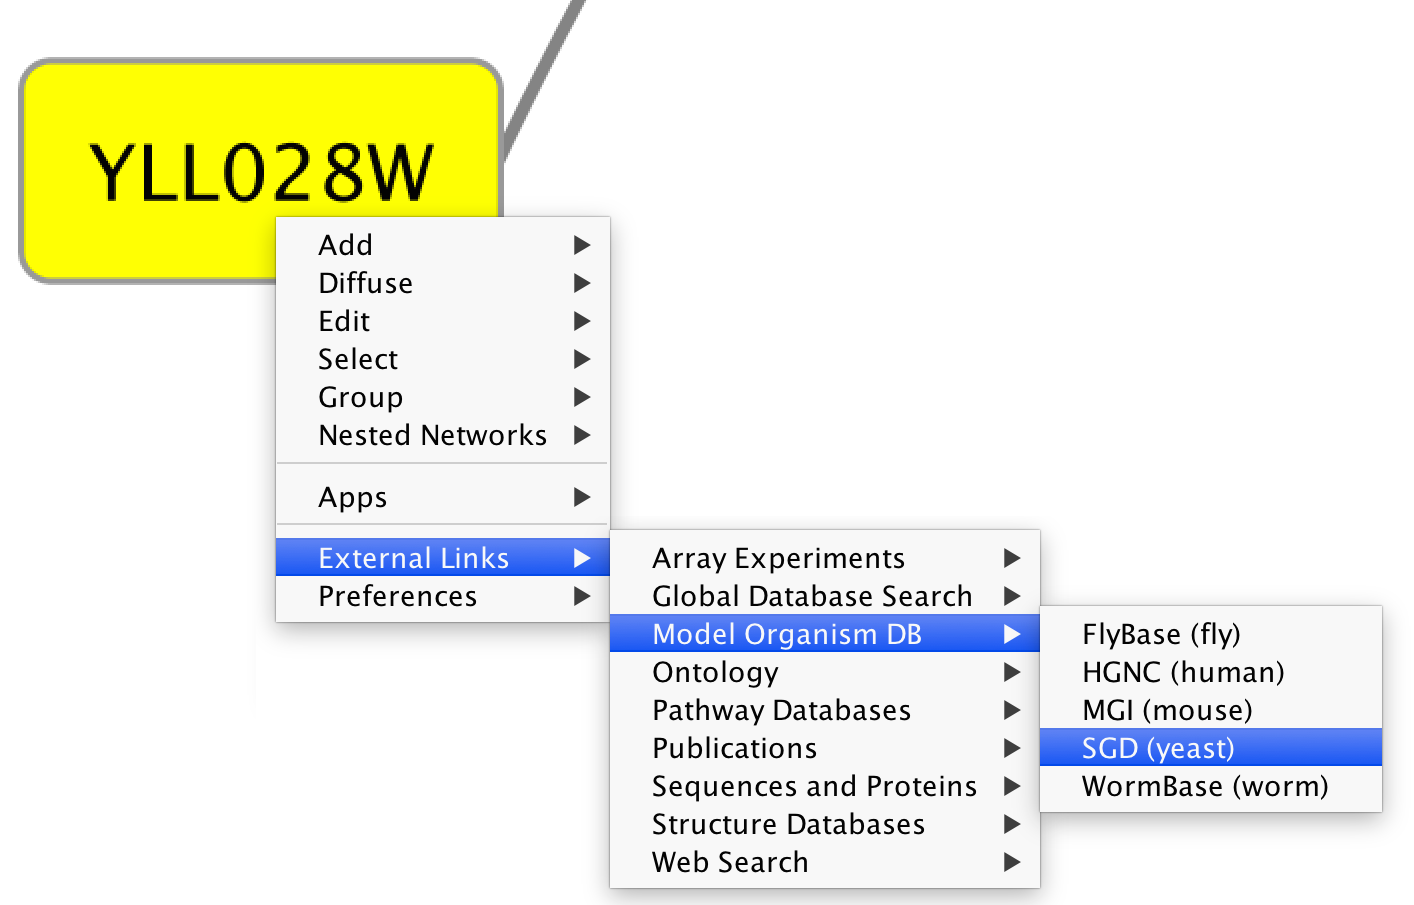 YLL028W
Add
Diffuse
Edit
Select
Group
Nested Networks
Apps
External Links
Preferences
Array Experiments
Global Database Search
Model Organism DB
Ontology
Pathway Databases
Publications
Sequences and Proteins
Structure Databases
Web Search
FlyBase (fly)
HGNC (human)
MGI (mouse)
SGD (yeast)
WormBase (worm)